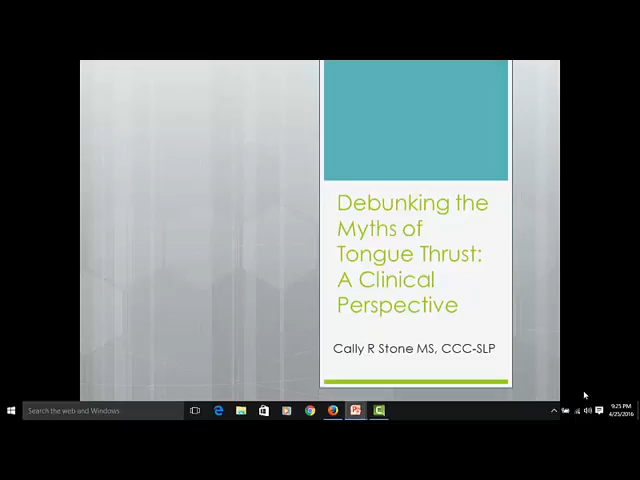 Debunking the
Myths of
Tongue Thrust:
A Clinical
Perspective
Cally R Stone MS, CCC-SLP
Search the web and Windows
9:25 PM
4/25/2016